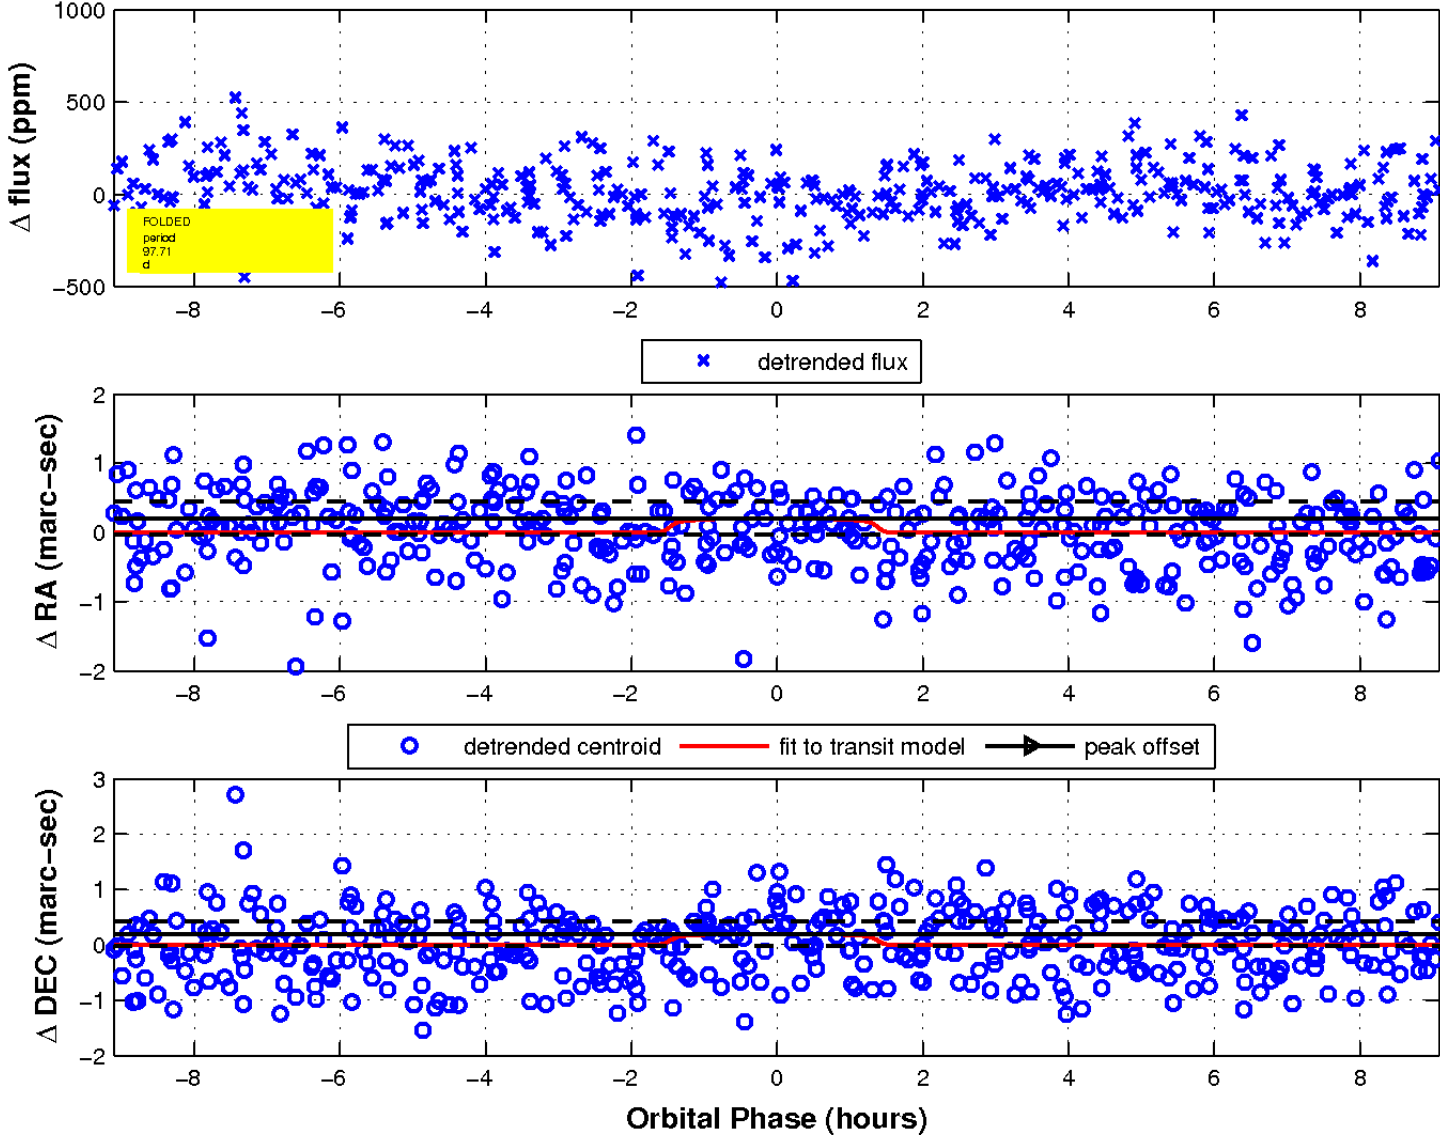 1000
500
0
−500
Δ flux (ppm)
FOLDED
period
97.71
d
−8 −6 −4 −2 0 2 4 6 8
detrended flux
2
1
0
−1
−2
Δ RA (marc−sec)
−8 −6 −4 −2 0 2 4 6 8
detrended centroid fit to transit model peak offset
3
2
1
0
−1
−2
Δ DEC (marc−sec)
−8 −6 −4 −2 0 2 4 6 8
Orbital Phase (hours)